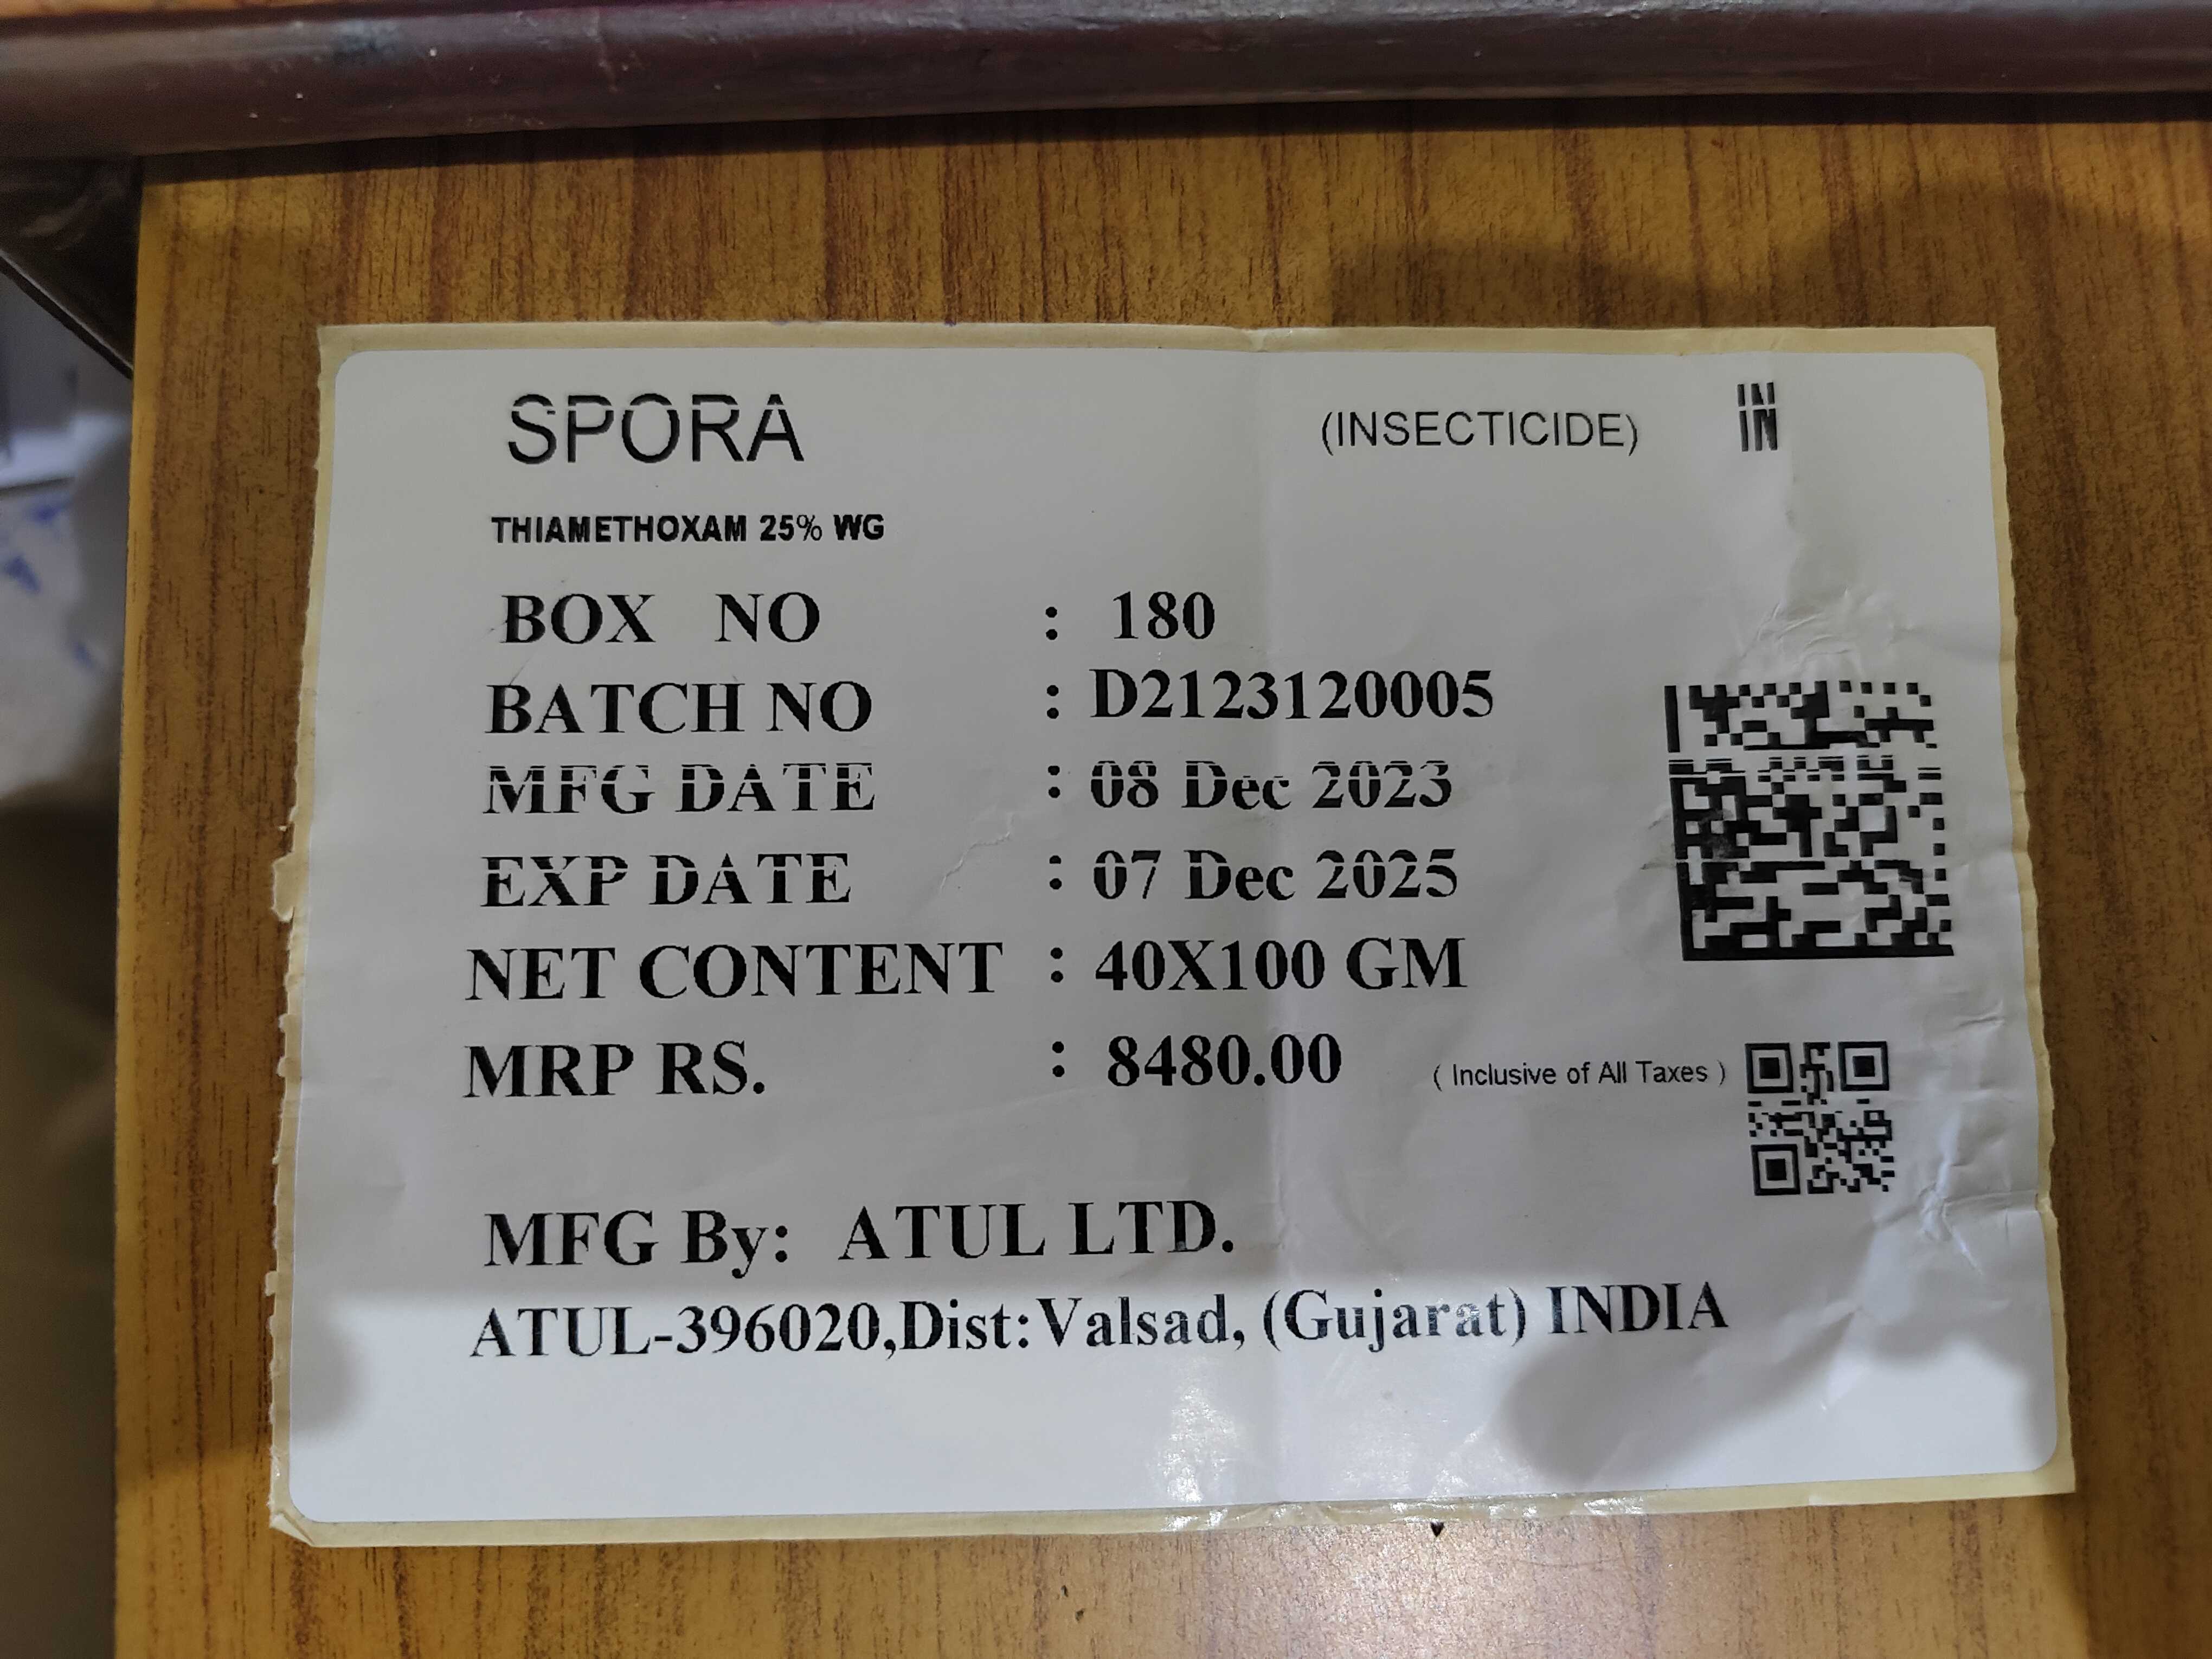 SPORA (INSECTICIDE) IN
THIAMETHOXAM 25% WG
BOX NO : 180
BATCH NO : D2123120005
MFG DATE : 08 Dec 2023
EXP DATE : 07 Dec 2025
NET CONTENT : 40X100 GM
MRP RS. : 8480.00 ( Inclusive of All Taxes )
MFG By: ATUL LTD.
ATUL-396020,Dist:Valsad, (Gujarat) INDIA